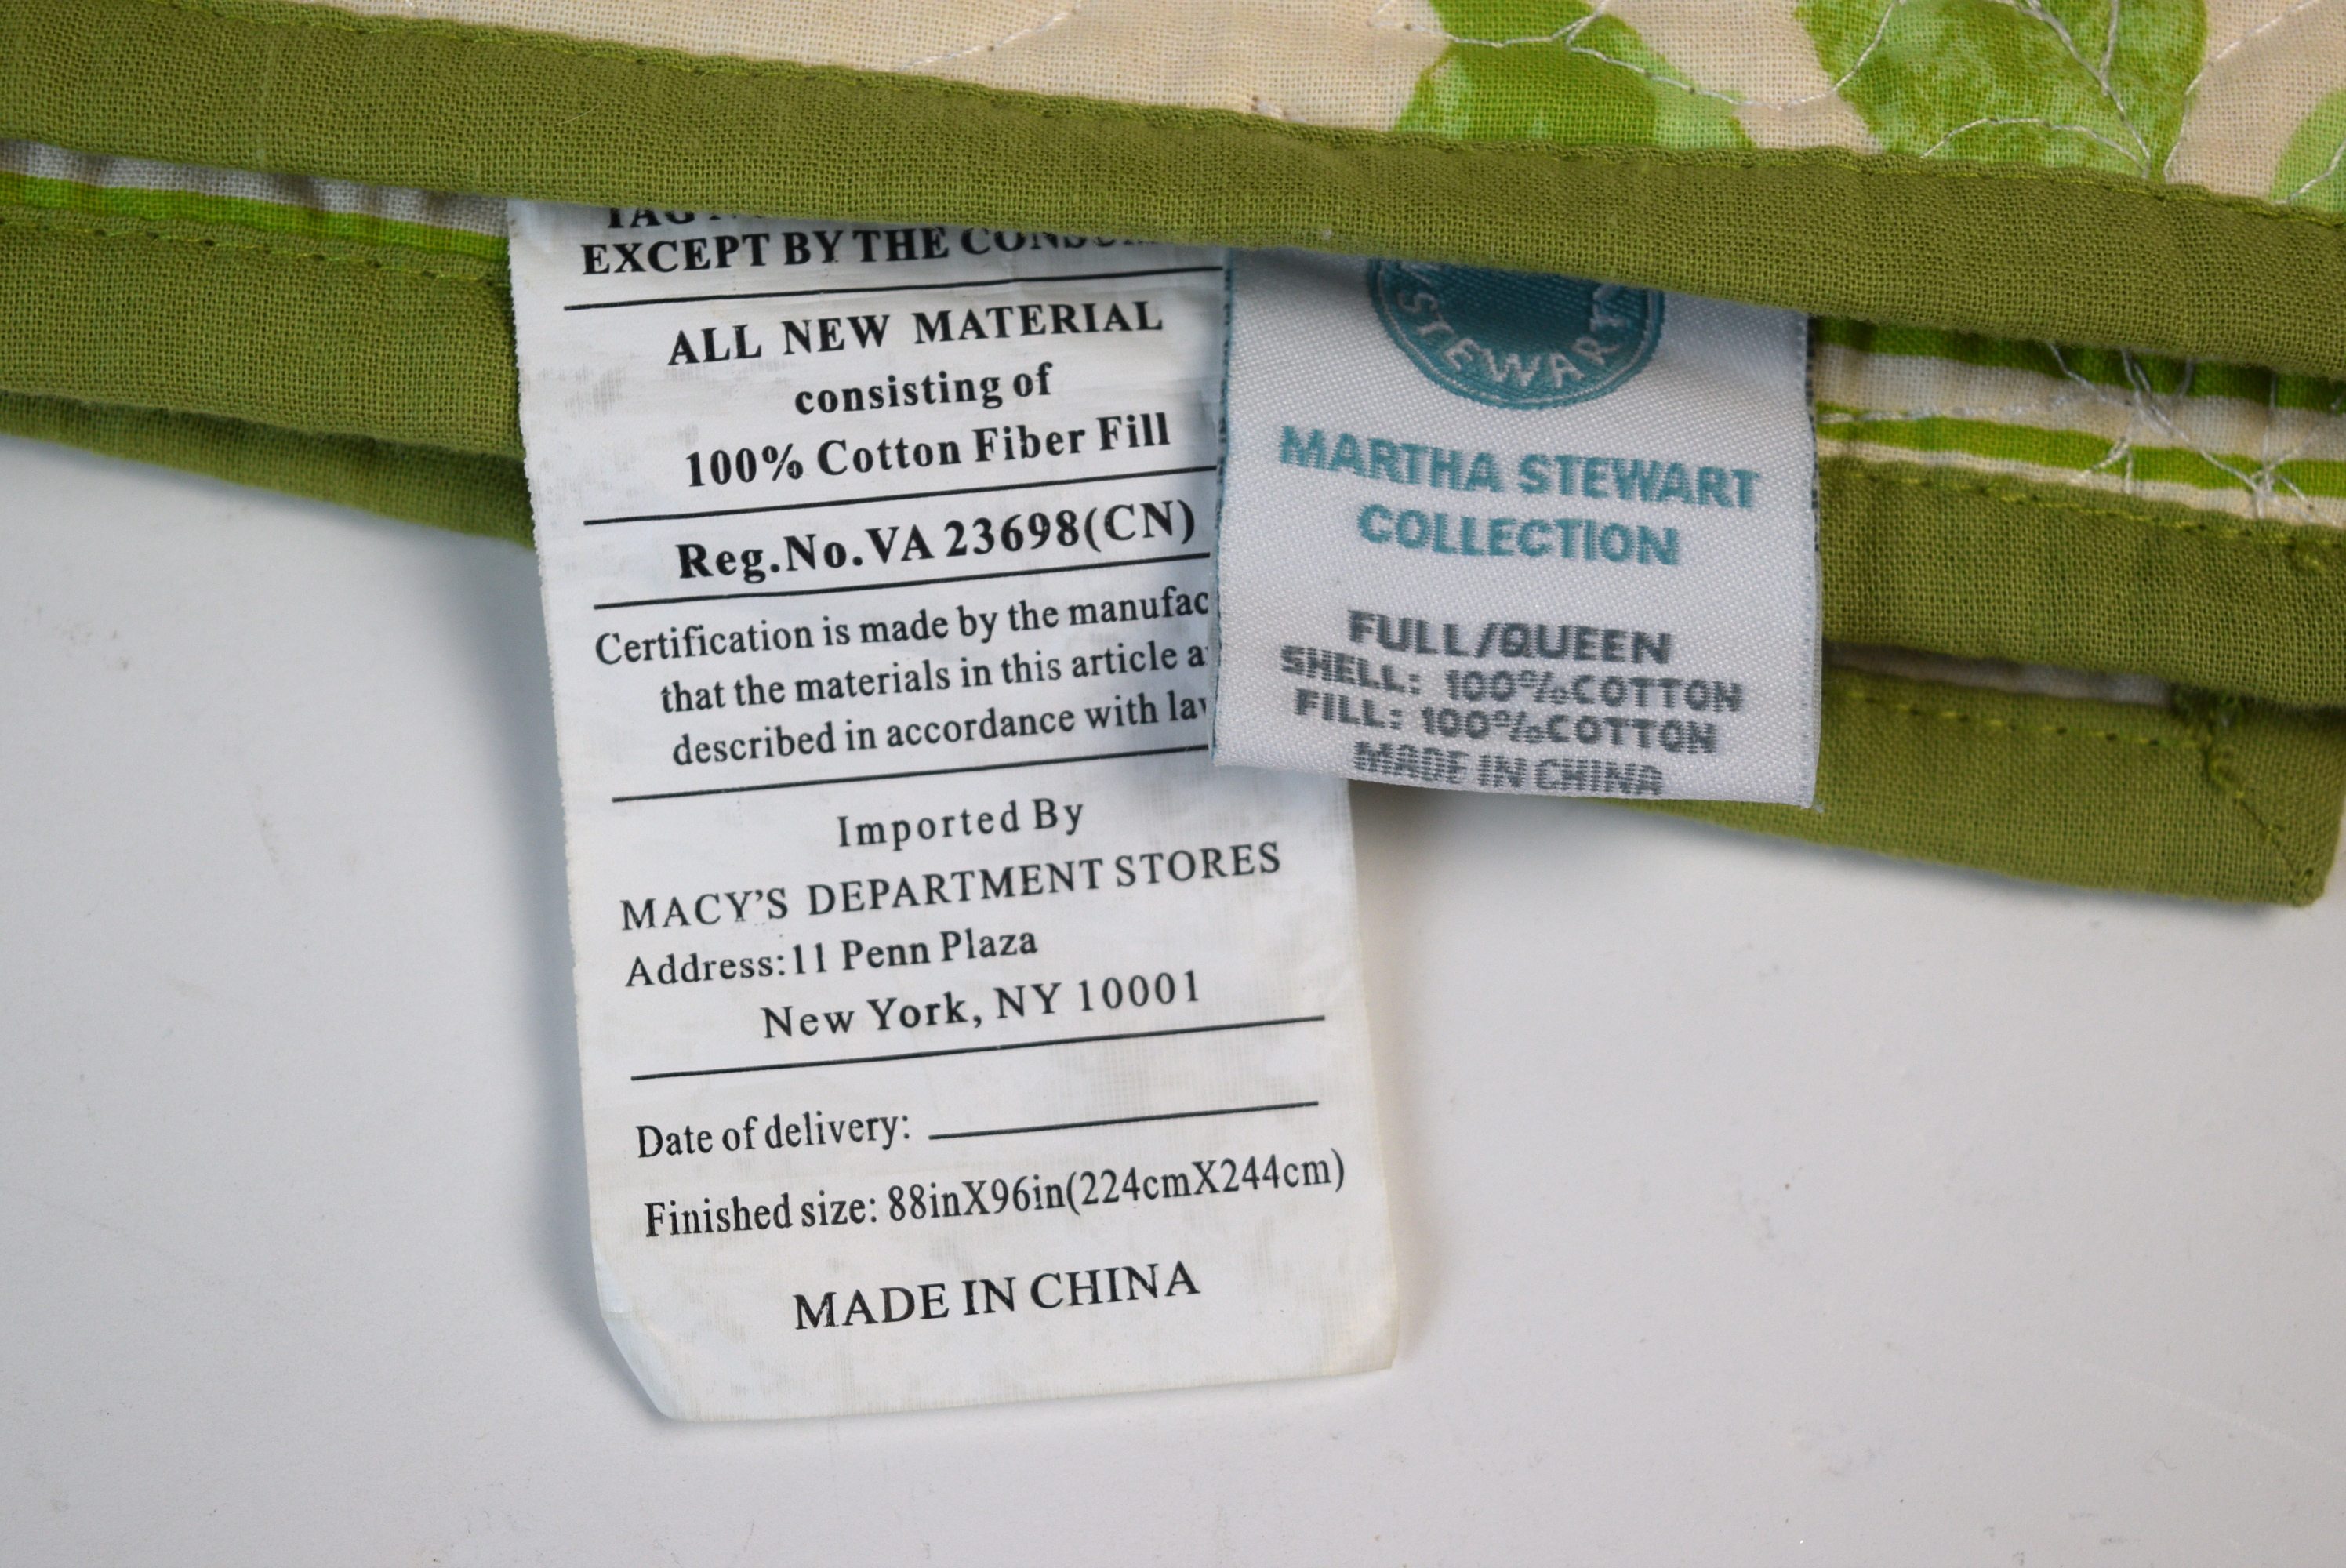 EXCEPT BY THE
ALL NEW MATERIAL
consisting of
100% Cotton Fiber Fill
Reg.No.VA 23698(CN)
Certification is made by the manufac
that the materials in this article a
described in accordance with
Imported By
MACY'S DEPARTMENT STORES
Address:11 Penn Plaza
New York, NY 10001
Date of delivery:
Finished size: 88inX96in(224cmX244cm)
MADE IN CHINA
STEWART
MARTHA STEWART
COLLECTION
FULL/QUEEN
SHELL: 100%COTTON
FILL: 100%COTTON
MADE IN CHINA